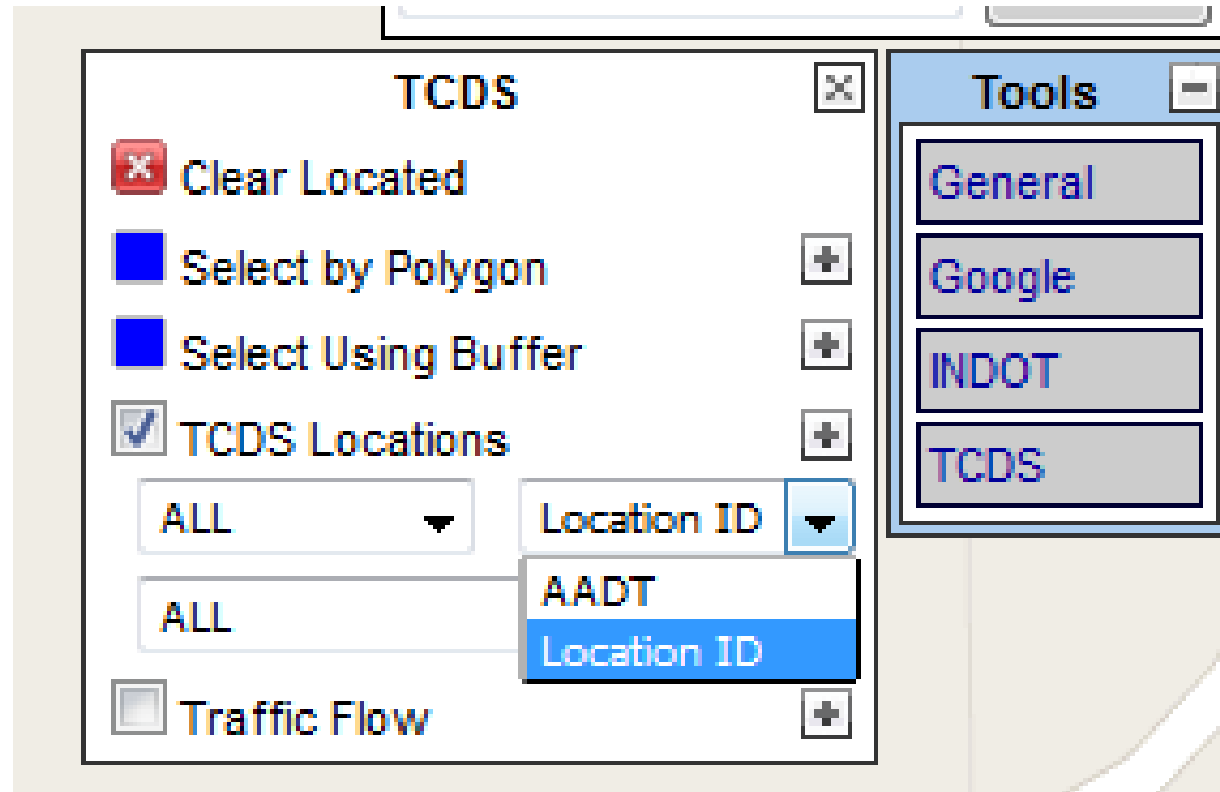 TCDS
Clear Located
Select by Polygon
Select Using Buffer
TCDS Locations
ALL
Location ID
AADT
Location ID
ALL
Traffic Flow
Tools
General
Google
INDOT
TCDS